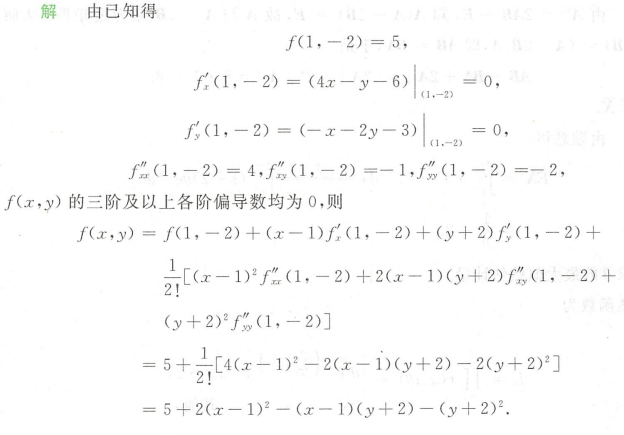 解 由已知得
f(1,-2)=5,
f′ₓ(1,-2)=(4x-y-6)|₍₁,₋₂₎=0,
f′ᵧ(1,-2)=(-x-2y-3)|₍₁,₋₂₎=0,
f″ₓₓ(1,-2)=4,f″ₓᵧ(1,-2)=-1,f″ᵧᵧ(1,-2)=-2,
f(x,y)的三阶及以上各阶偏导数均为0,则
f(x,y)=f(1,-2)+(x-1)f′ₓ(1,-2)+(y+2)f′ᵧ(1,-2)+
1/2![(x-1)²f″ₓₓ(1,-2)+2(x-1)(y+2)f″ₓᵧ(1,-2)+
(y+2)²f″ᵧᵧ(1,-2)]
=5+1/2![4(x-1)²-2(x-1)(y+2)-2(y+2)²]
=5+2(x-1)²-(x-1)(y+2)-(y+2)².